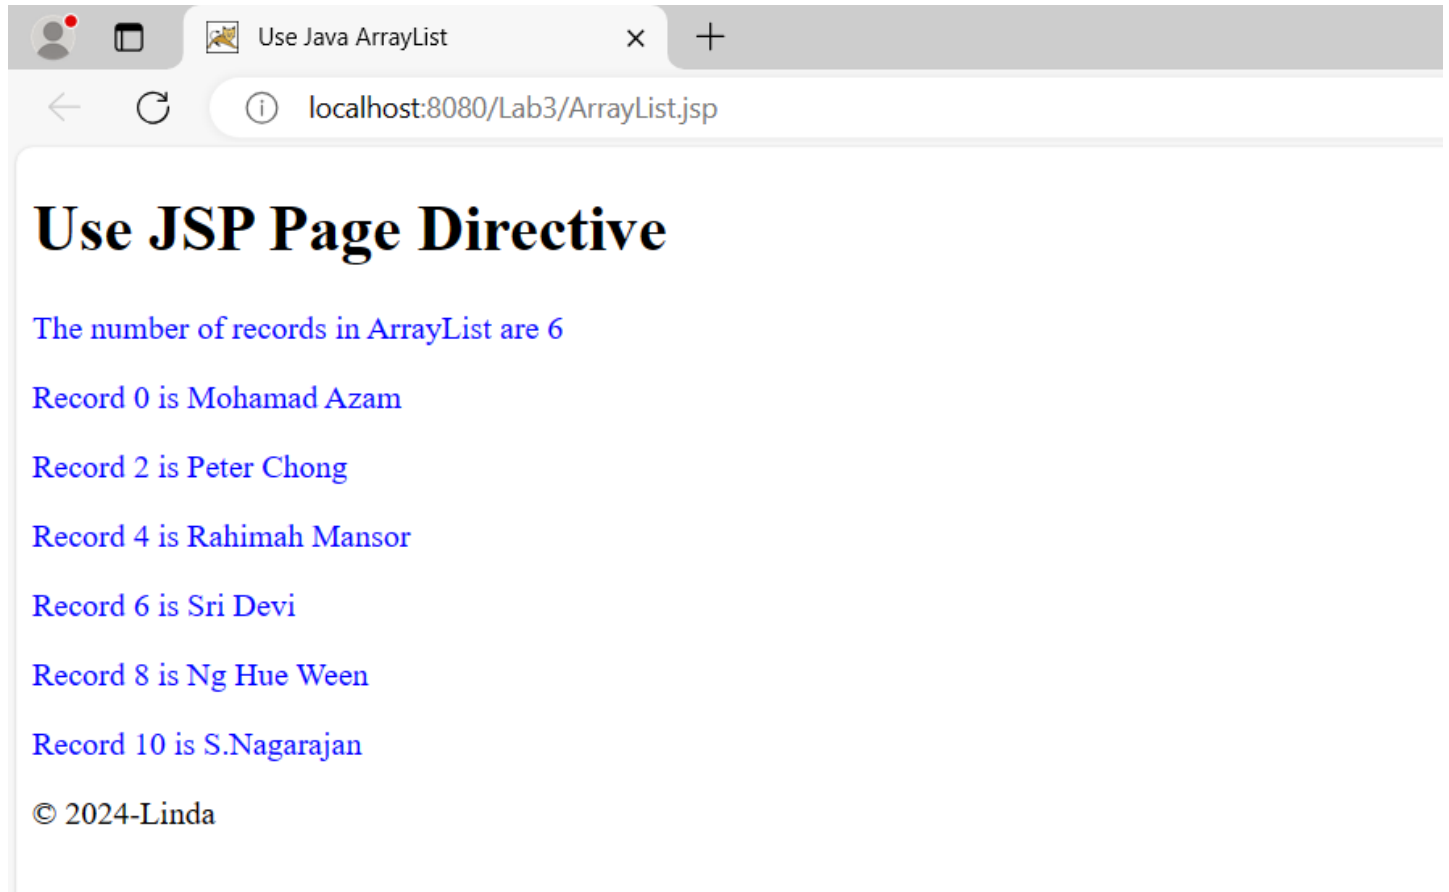 Use Java ArrayList
localhost:8080/Lab3/ArrayList.jsp
Use JSP Page Directive
The number of records in ArrayList are 6
Record 0 is Mohamad Azam
Record 2 is Peter Chong
Record 4 is Rahimah Mansor
Record 6 is Sri Devi
Record 8 is Ng Hue Ween
Record 10 is S.Nagarajan
© 2024-Linda